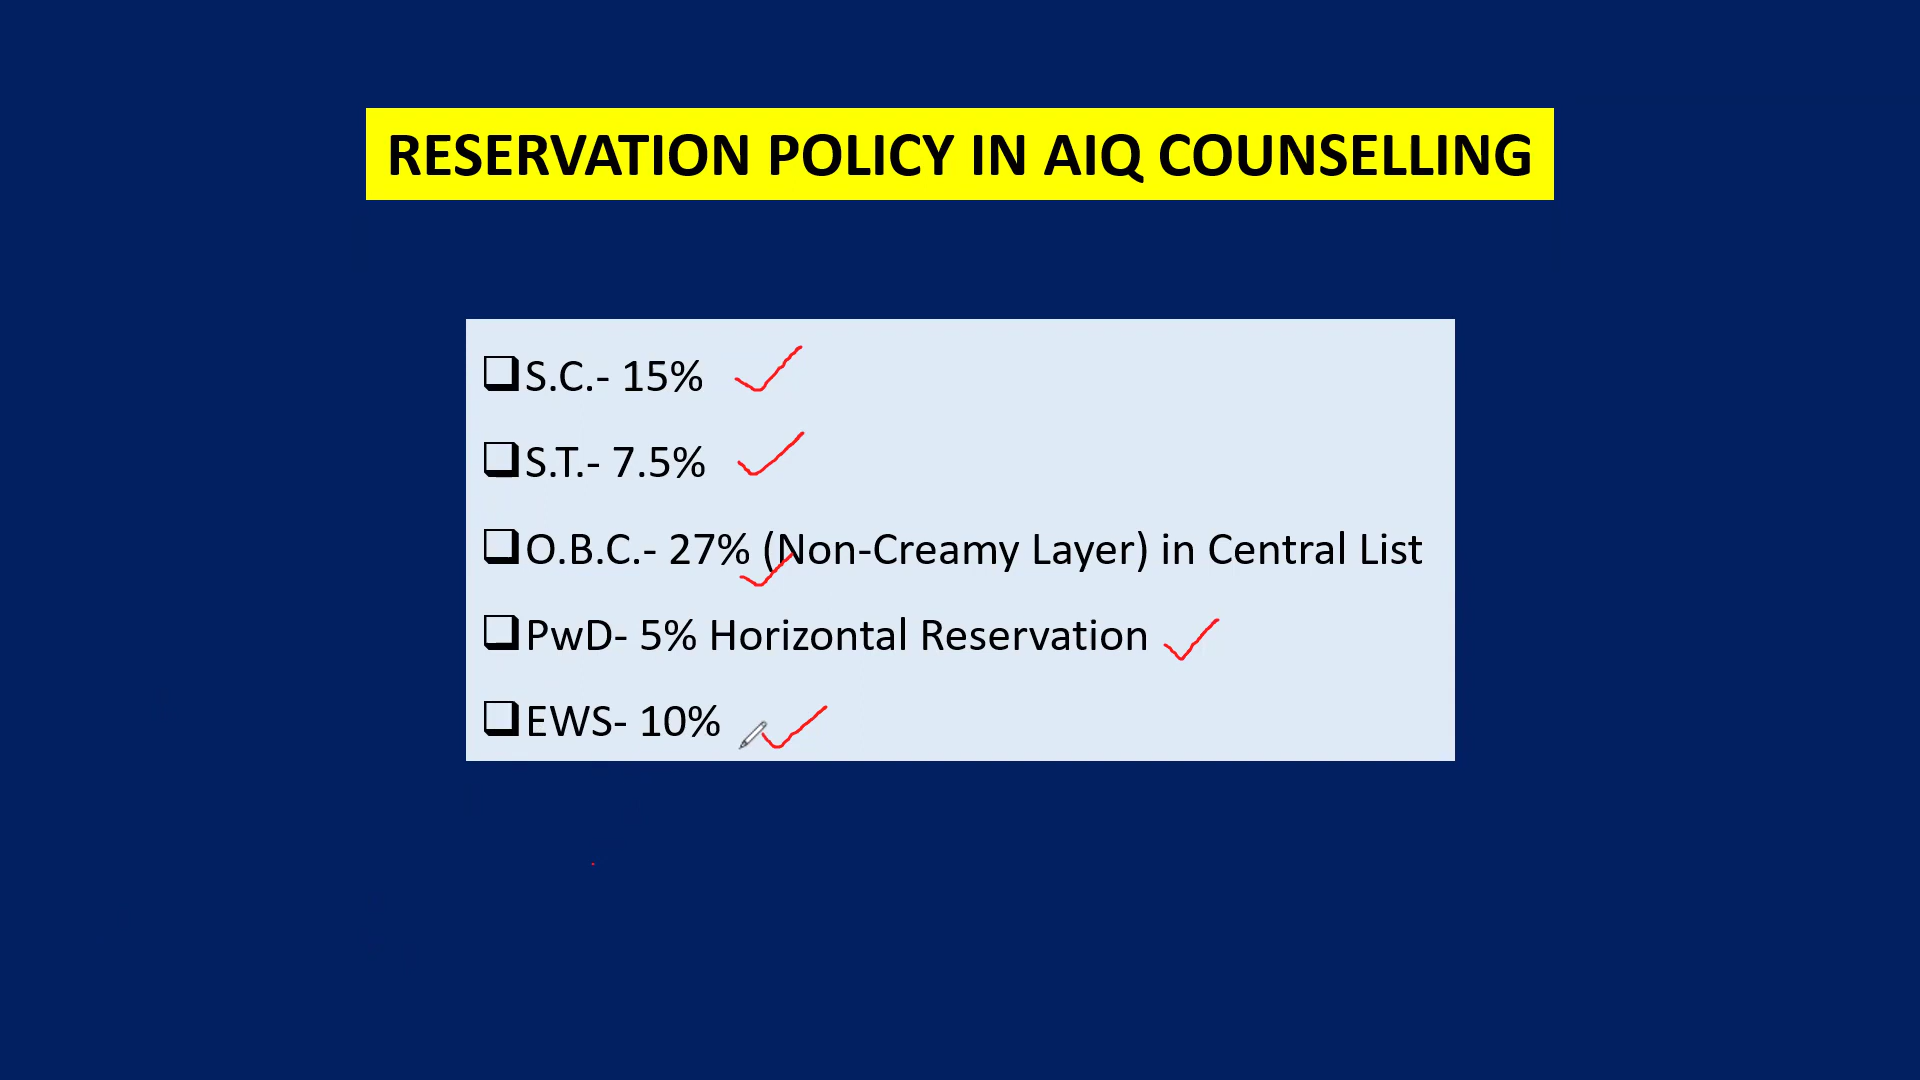 RESERVATION POLICY IN AIQ COUNSELLING
S.C.- 15%
S.T.- 7.5%
O.B.C.- 27% (Non-Creamy Layer) in Central List
PwD- 5% Horizontal Reservation
EWS- 10%